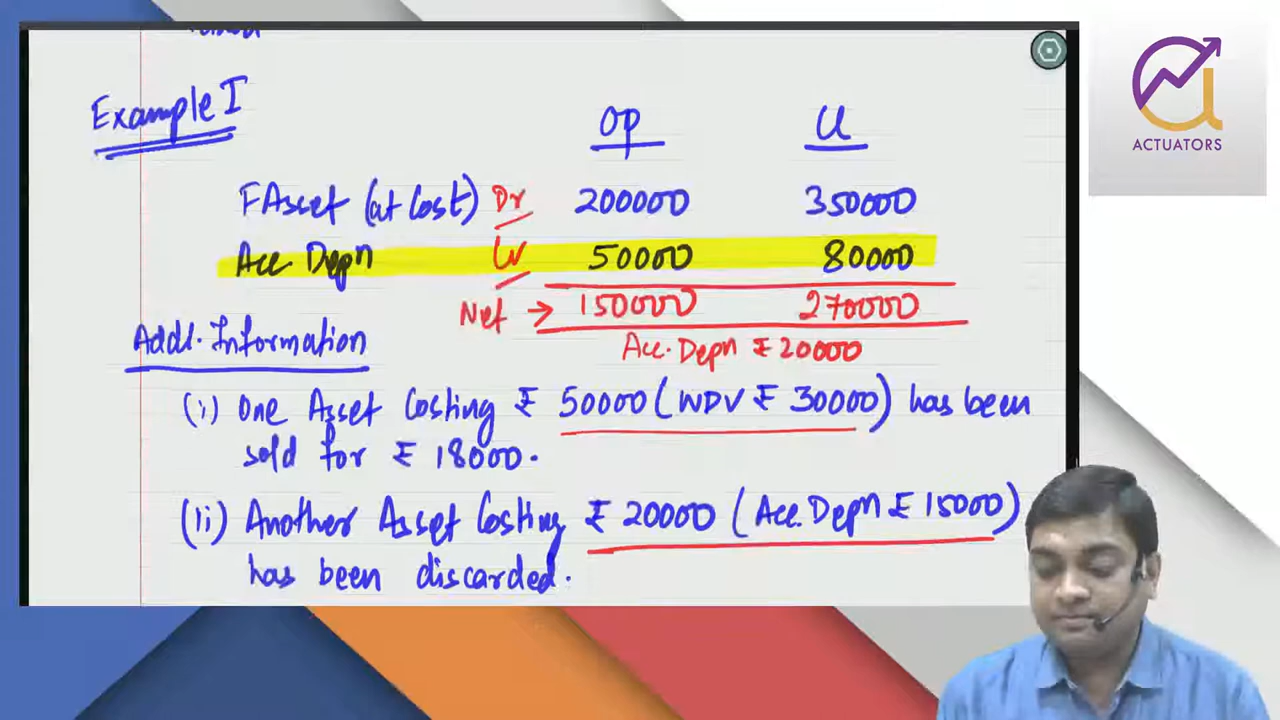 Example I
Op Cl
FAsset (at Cost) Dr 200000 350000
Acc. Depn Cr 50000 80000
Net → 150000 270000
Acc. Depn ₹ 20000
Addl. Information
(i) One Asset Costing ₹ 50000 (WDV ₹ 30000) has been
sold for ₹ 18000.
(ii) Another Asset Costing ₹ 20000 (Acc. Depn ₹ 15000)
has been discarded.
ACTUATORS